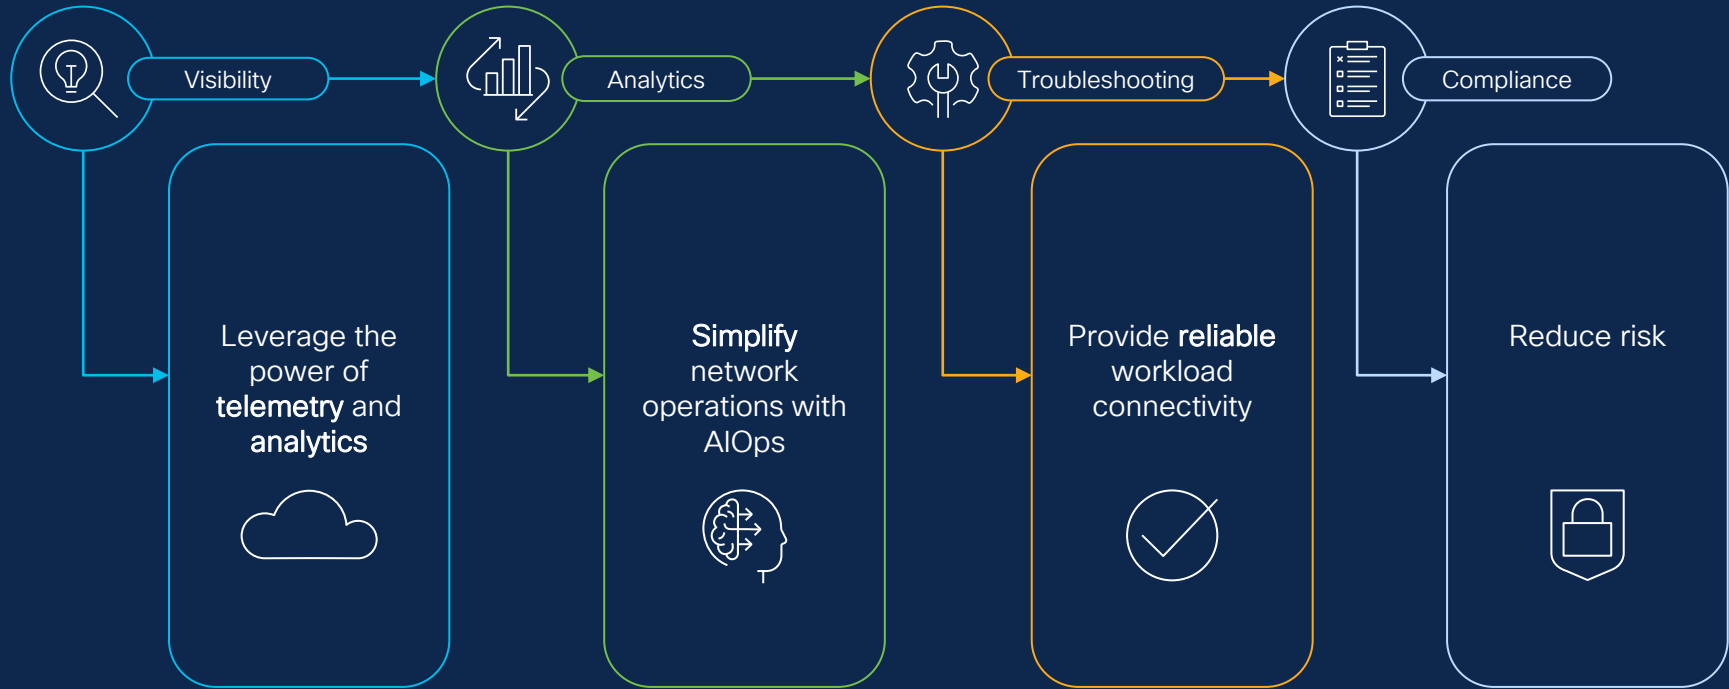 Visibility
Analytics
Troubleshooting
Compliance
Leverage the
power of
telemetry and
analytics
Simplify
network
operations with
AIOps
Provide reliable
workload
connectivity
Reduce risk